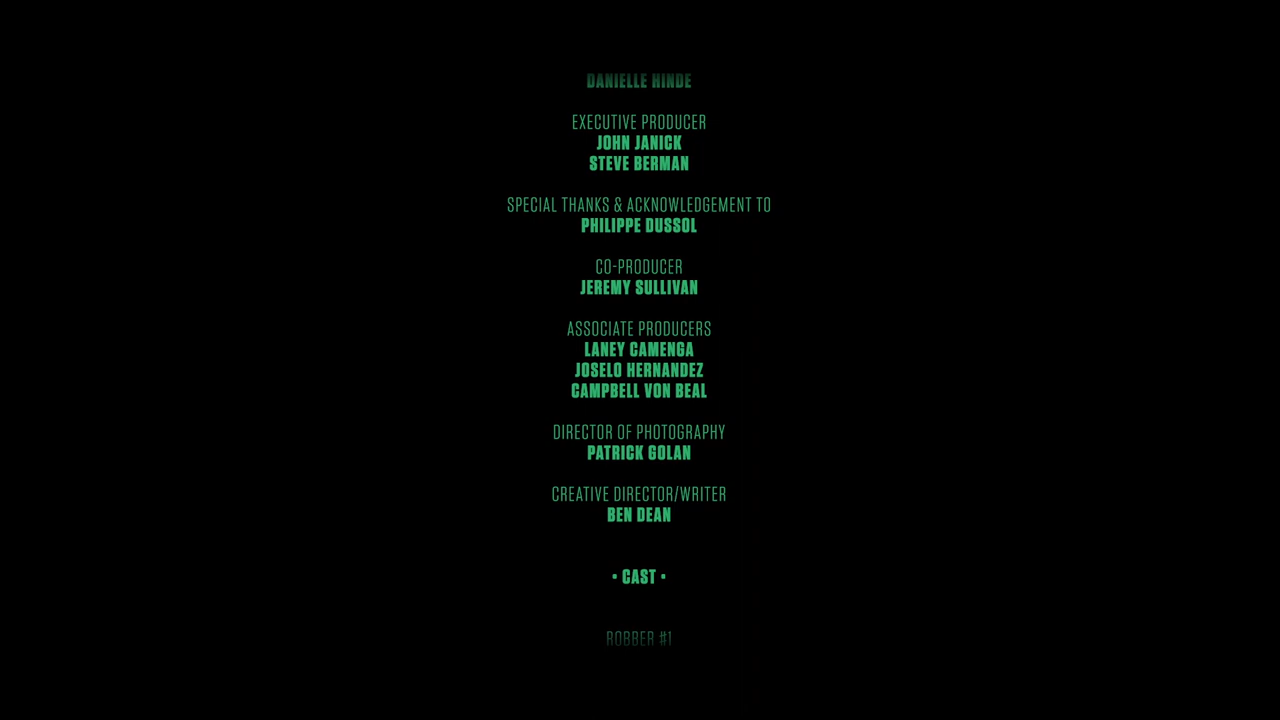 DANIELLE HINDE
EXECUTIVE PRODUCER
JOHN JANICK
STEVE BERMAN
SPECIAL THANKS & ACKNOWLEDGEMENT TO
PHILIPPE DUSSOL
CO-PRODUCER
JEREMY SULLIVAN
ASSOCIATE PRODUCERS
LANEY CAMENGA
JOSELO HERNANDEZ
CAMPBELL VON BEAL
DIRECTOR OF PHOTOGRAPHY
PATRICK GOLAN
CREATIVE DIRECTOR/WRITER
BEN DEAN
• CAST •
ROBBER #1